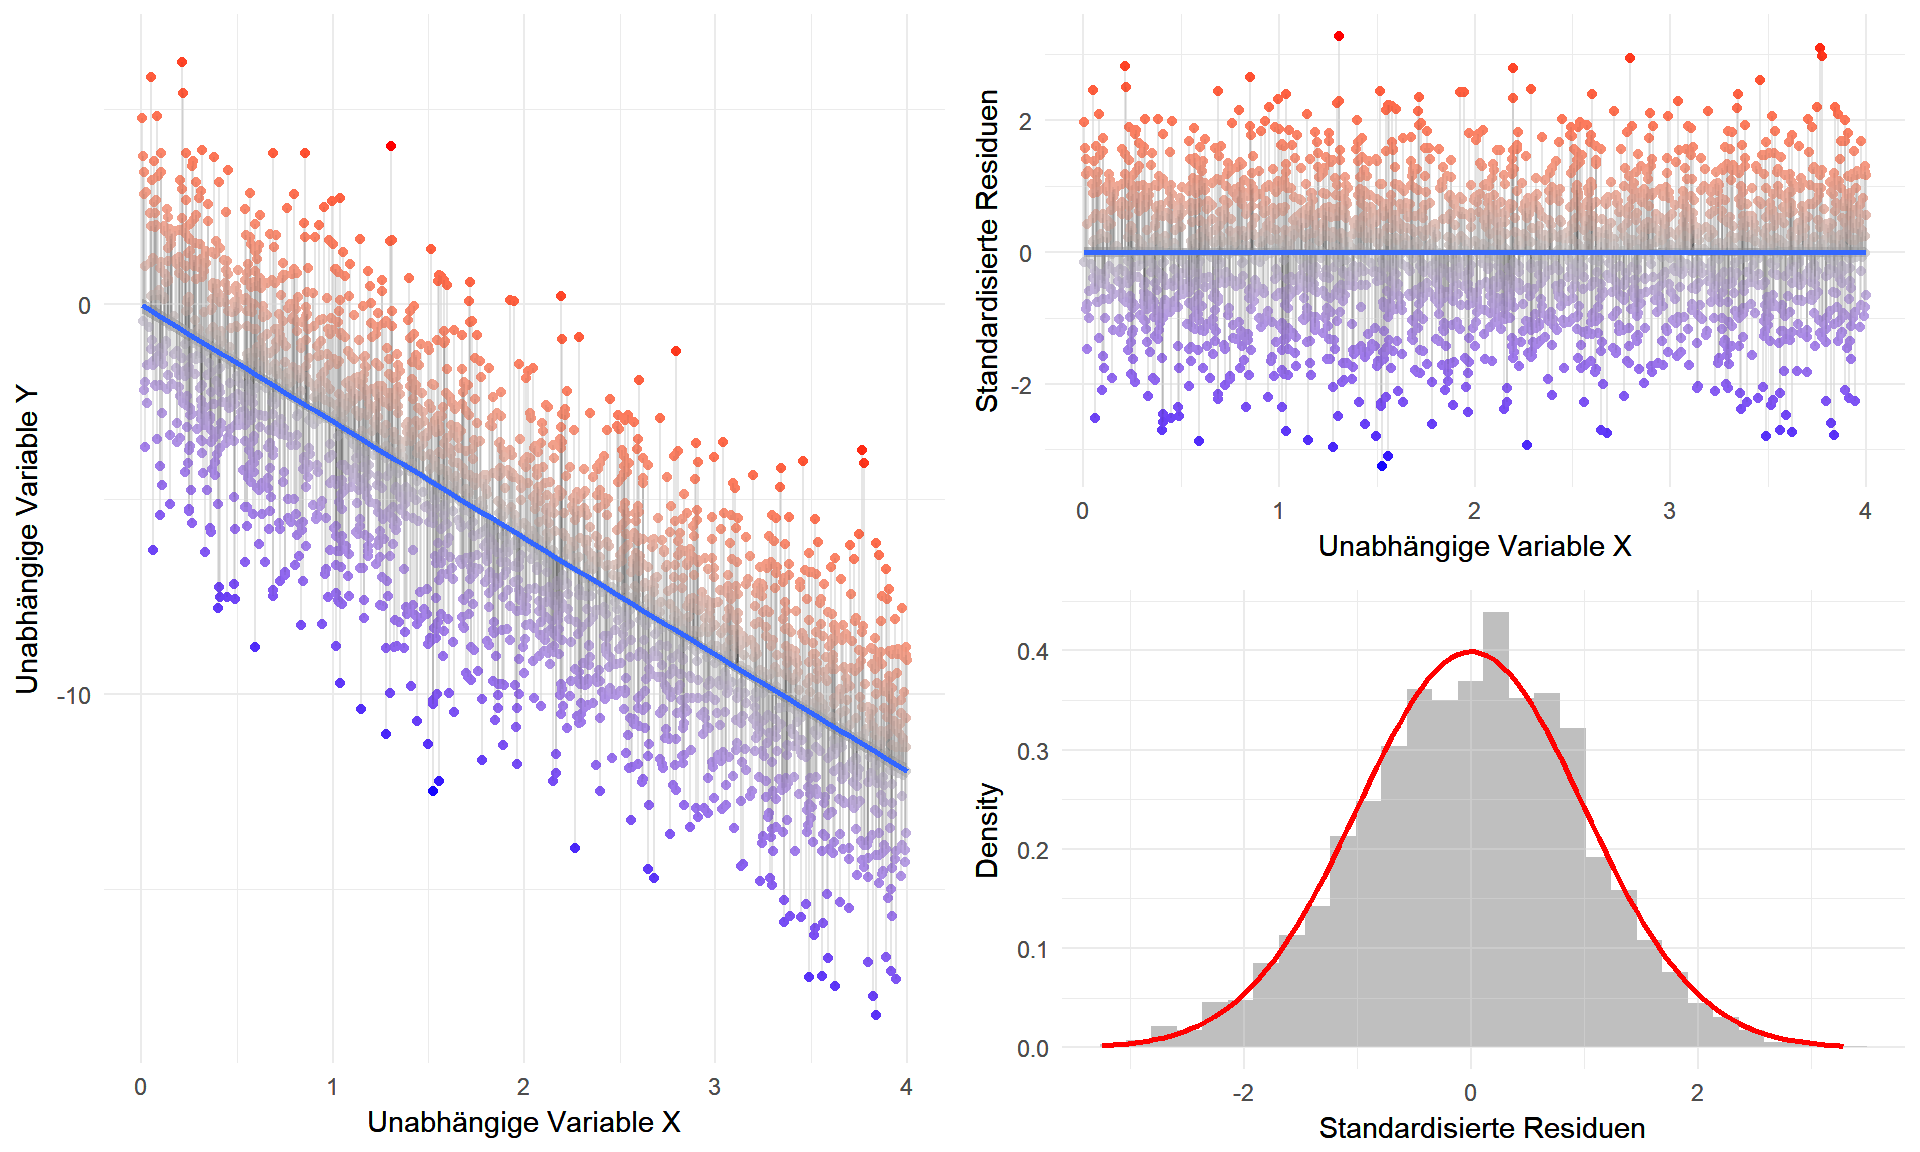 Unabhängige Variable Y
0
-10
0 1 2 3 4
Unabhängige Variable X
Standardisierte Residuen
2
0
-2
0 1 2 3 4
Unabhängige Variable X
Density
0.4
0.3
0.2
0.1
0.0
-2 0 2
Standardisierte Residuen